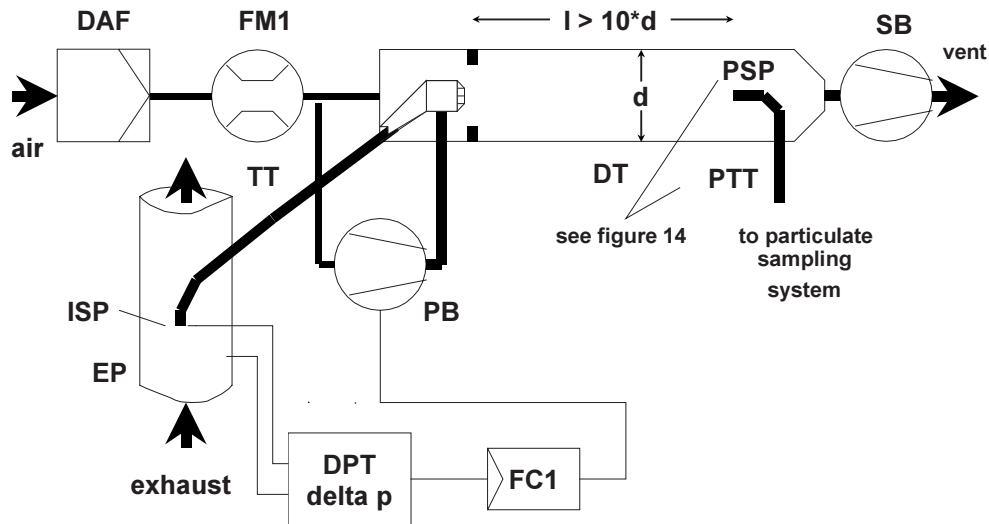 DAF
FM1
l > 10*d
SB
vent
PSP
d
air
TT
DT
PTT
see figure 14
to particulate
sampling
system
ISP
PB
EP
DPT
delta p
FC1
exhaust